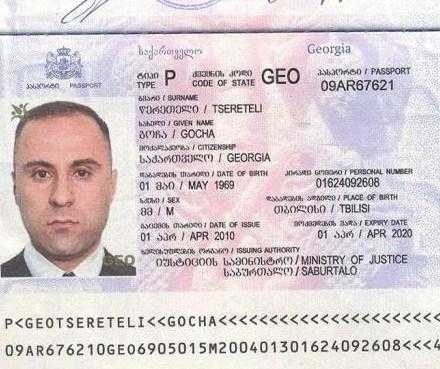 საქართველო Georgia
პასპორტი PASSPORT
ტიპი P ქვეყნის კოდი GEO პასპორტი / PASSPORT
TYPE CODE OF STATE 09AR67621
გვარი / SURNAME
წერეთელი / TSERETELI
სახელი / GIVEN NAME
გოჩა / GOCHA
მოქალაქეობა / CITIZENSHIP
საქართველო / GEORGIA
დაბადების თარიღი / DATE OF BIRTH პირადი ნომერი / PERSONAL NUMBER
01 მაი / MAY 1969 01624092608
სქესი / SEX დაბადების ადგილი / PLACE OF BIRTH
მმ / M თბილისი / TBILISI
გაცემის თარიღი / DATE OF ISSUE მოქმედების ვადა / EXPIRY DATE
01 აპრ / APR 2010 01 აპრ / APR 2020
ორგანო / ISSUING AUTHORITY
იუსტიციის სამინისტრო / MINISTRY OF JUSTICE
საბურთალო / SABURTALO
GEO
P<GEOTSERETELI<<GOCHA<<<<<<<<<<<<<<<<<<<<<<<
09AR676210GEO6905015M200401301624092608<<<4